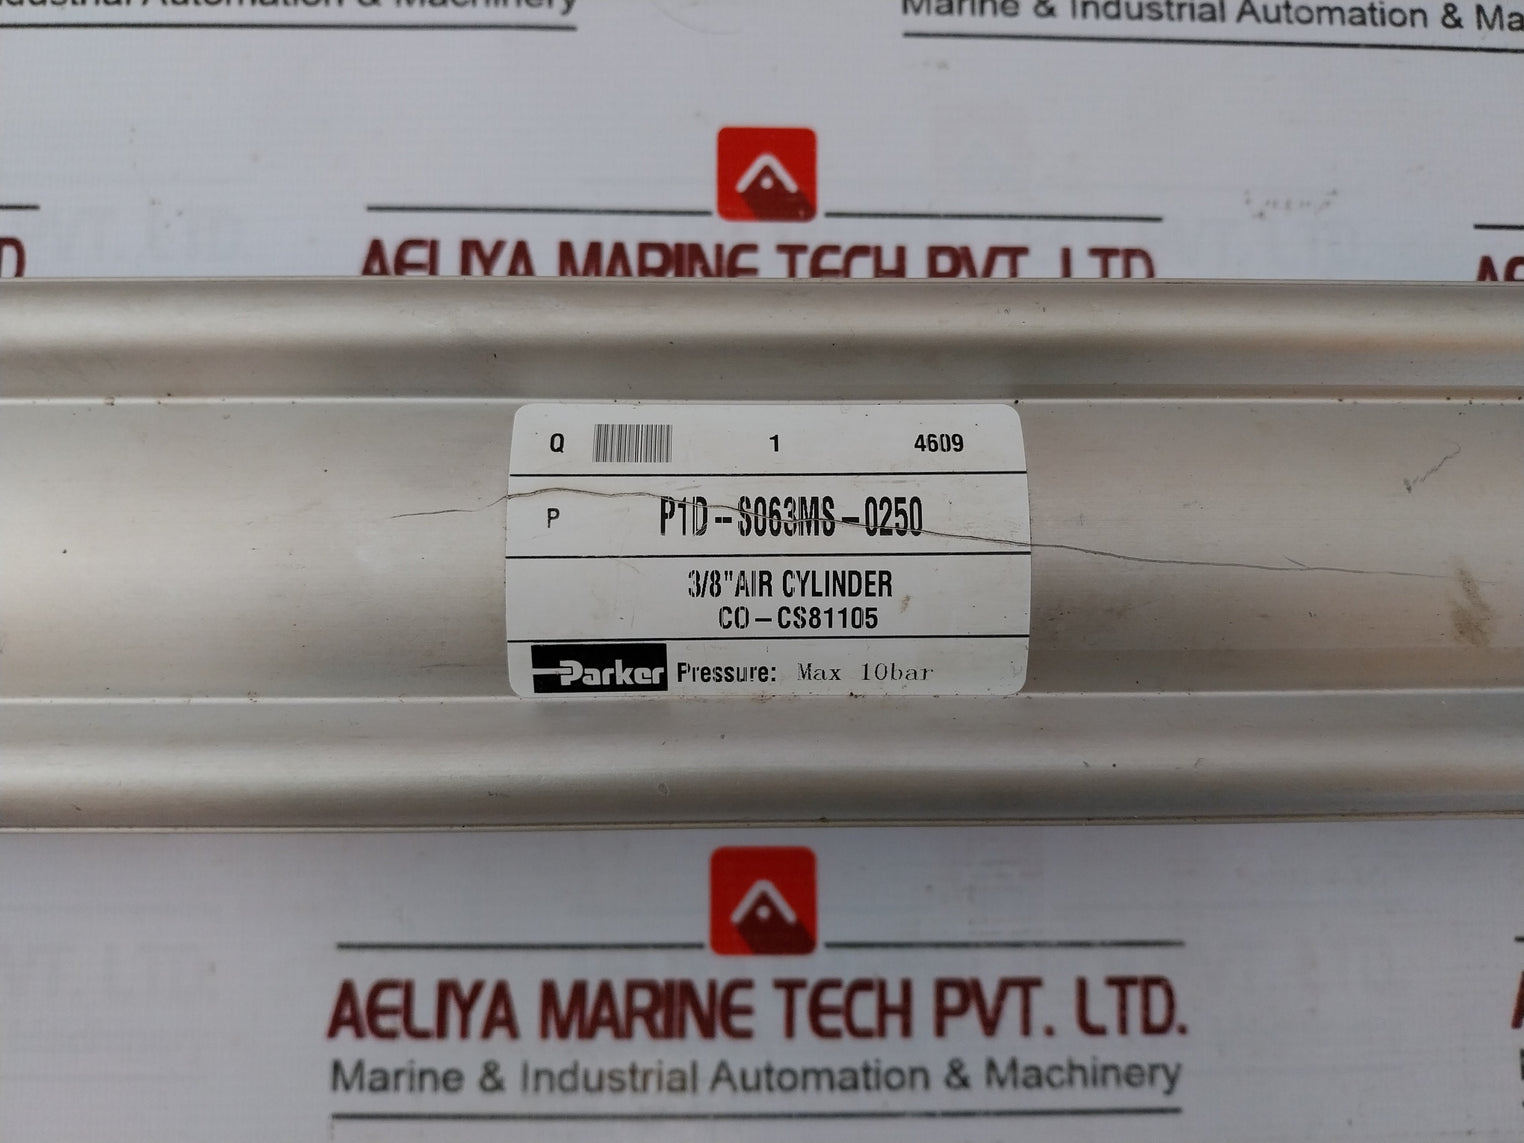 Industrial Automation & Machinery
Marine & Industrial Automation & Ma
AELIYA MARINE TECH PVT. LTD.
Q 1 4609
P P1D-S063MS-0250
3/8"AIR CYLINDER
CO-CS81105
Parker Pressure: Max 10bar
AELIYA MARINE TECH PVT. LTD.
Marine & Industrial Automation & Machinery